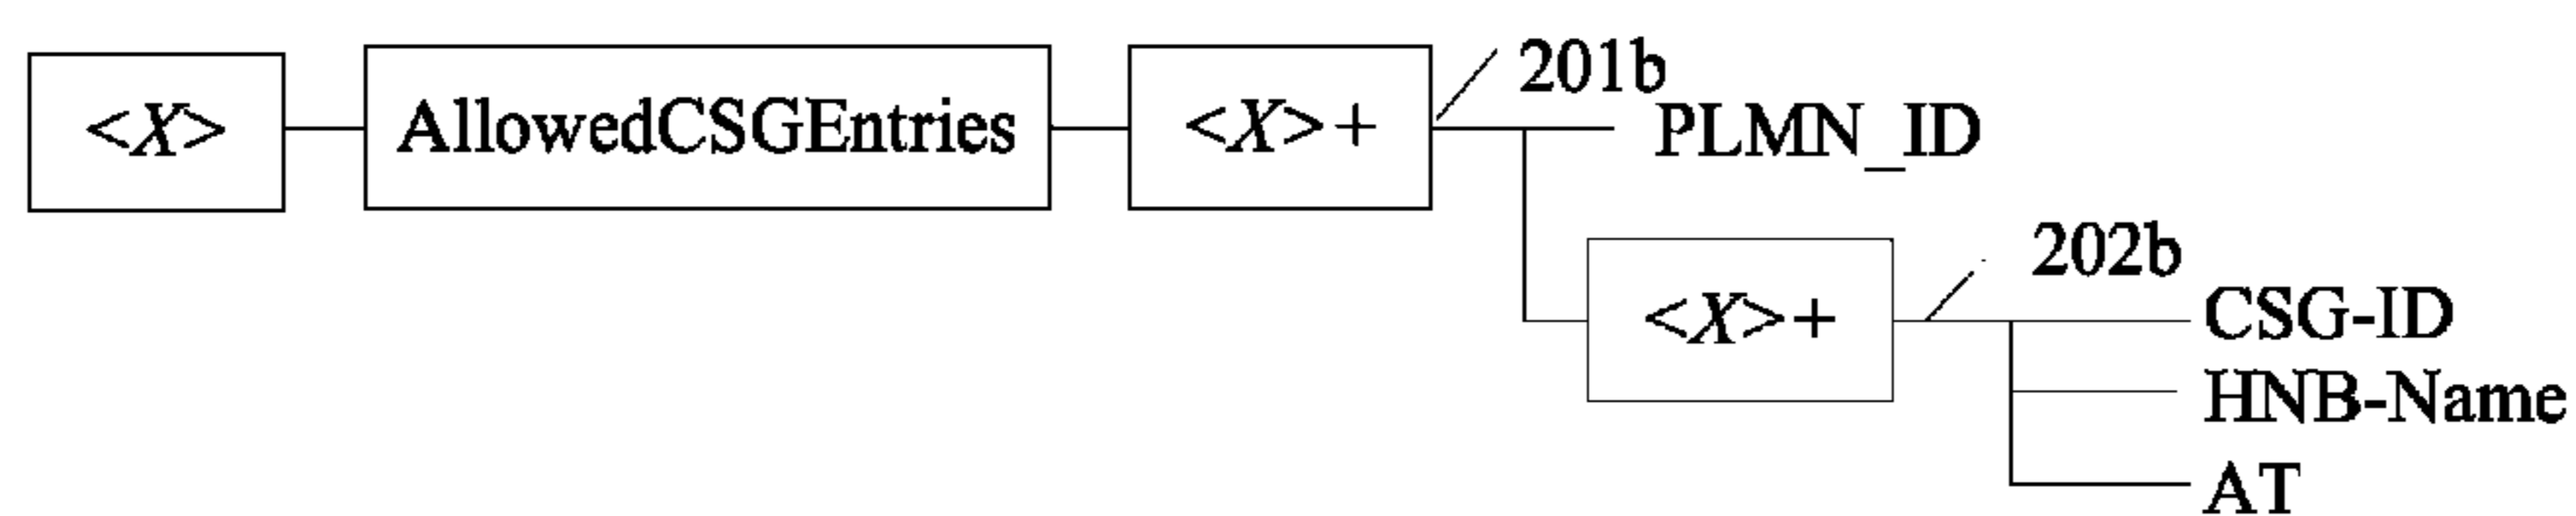 <X>
AllowedCSGEntries
<X>+
201b
PLMN_ID
<X>+
202b
CSG-ID
HNB-Name
AT